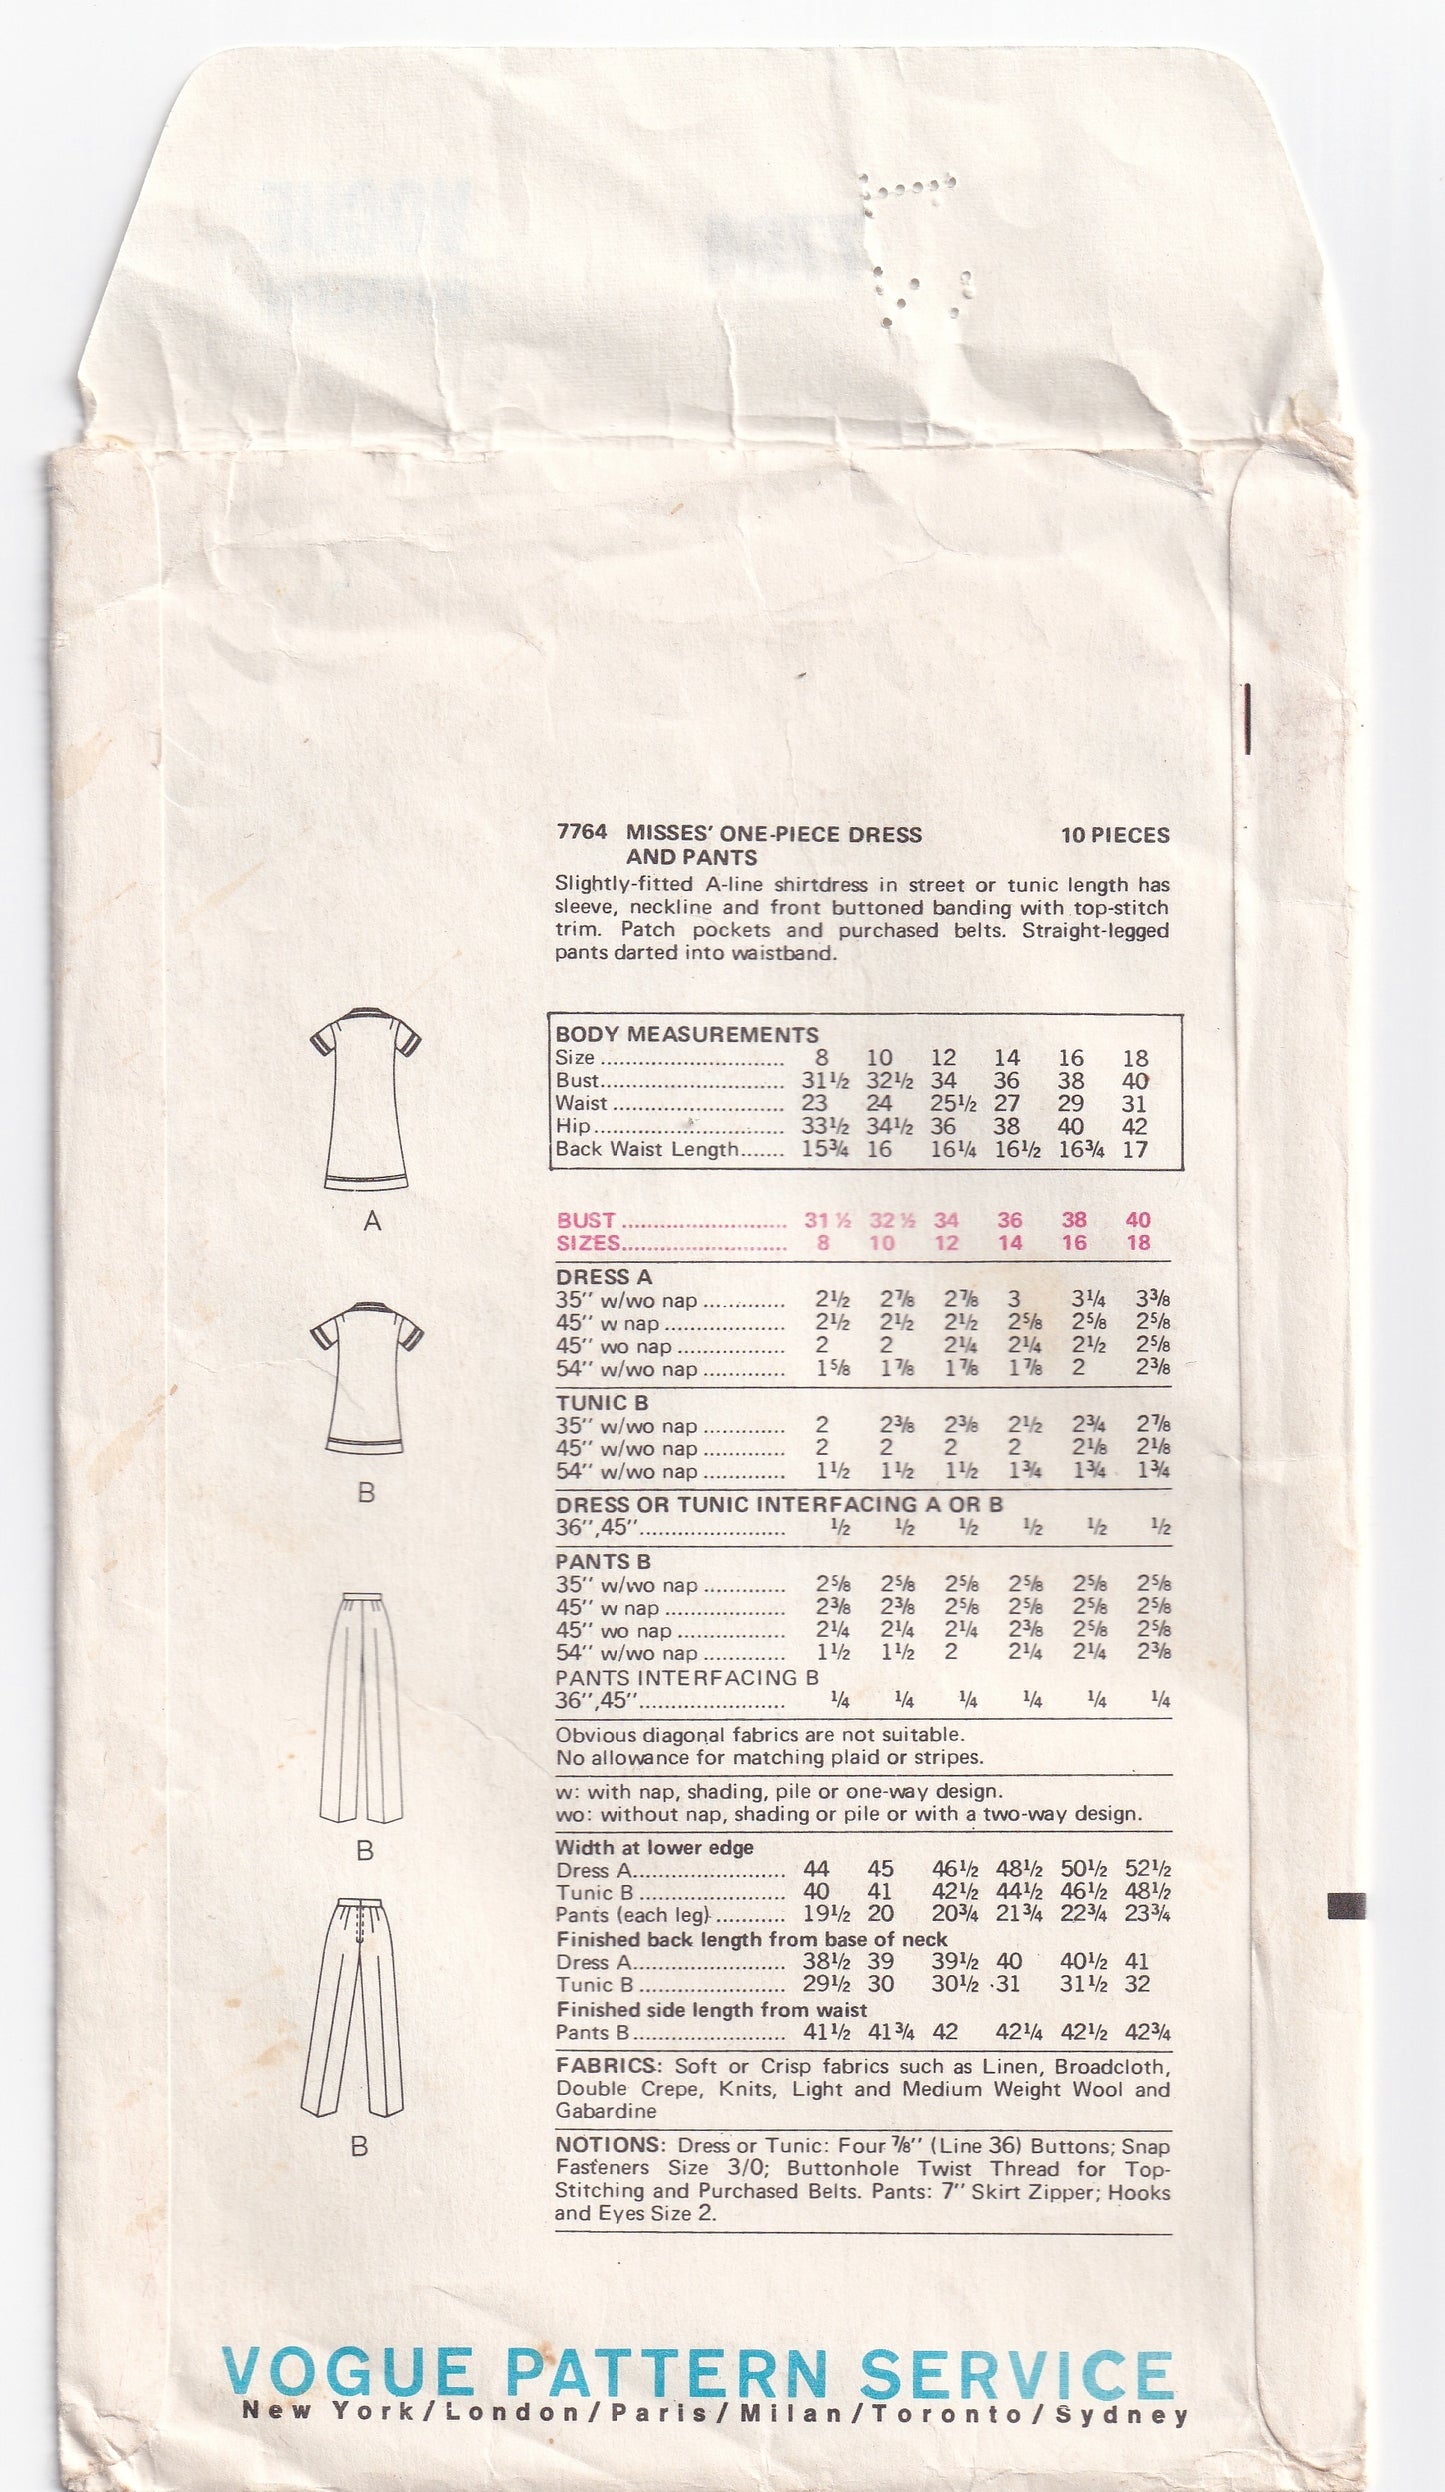 7764 MISSES' ONE-PIECE DRESS 10 PIECES
AND PANTS
Slightly-fitted A-line shirtdress in street or tunic length has
sleeve, neckline and front buttoned banding with top-stitch
trim. Patch pockets and purchased belts. Straight-legged
pants darted into waistband.
A
B
B
B
BODY MEASUREMENTS
Size ............................ 8 10 12 14 16 18
Bust............................ 31½ 32½ 34 36 38 40
Waist .......................... 23 24 25½ 27 29 31
Hip............................. 33½ 34½ 36 38 40 42
Back Waist Length....... 15¾ 16 16¼ 16½ 16¾ 17
BUST .......................... 31 ½ 32 ½ 34 36 38 40
SIZES.......................... 8 10 12 14 16 18
DRESS A
35'' w/wo nap ............. 2½ 2⅞ 2⅞ 3 3¼ 3⅜
45'' w nap ................... 2½ 2½ 2½ 2⅝ 2⅝ 2⅝
45'' wo nap ................. 2 2 2¼ 2¼ 2½ 2⅝
54'' w/wo nap ............. 1⅝ 1⅞ 1⅞ 1⅞ 2 2⅜
TUNIC B
35'' w/wo nap ............. 2 2⅜ 2⅜ 2½ 2¾ 2⅞
45'' w/wo nap ............. 2 2 2 2 2⅛ 2⅛
54'' w/wo nap ............. 1½ 1½ 1½ 1¾ 1¾ 1¾
DRESS OR TUNIC INTERFACING A OR B
36'',45''....................... ½ ½ ½ ½ ½ ½
PANTS B
35'' w/wo nap ............. 2⅝ 2⅝ 2⅝ 2⅝ 2⅝ 2⅝
45'' w nap ................... 2⅜ 2⅜ 2⅝ 2⅝ 2⅝ 2⅝
45'' wo nap ................. 2¼ 2¼ 2¼ 2⅜ 2⅝ 2⅝
54'' w/wo nap ............. 1½ 1½ 2 2¼ 2¼ 2⅜
PANTS INTERFACING B
36'',45''....................... ¼ ¼ ¼ ¼ ¼ ¼
Obvious diagonal fabrics are not suitable.
No allowance for matching plaid or stripes.
w: with nap, shading, pile or one-way design.
wo: without nap, shading or pile or with a two-way design.
Width at lower edge
Dress A........................ 44 45 46½ 48½ 50½ 52½
Tunic B ....................... 40 41 42½ 44½ 46½ 48½
Pants (each leg) ........... 19½ 20 20¾ 21¾ 22¾ 23¾
Finished back length from base of neck
Dress A........................ 38½ 39 39½ 40 40½ 41
Tunic B ....................... 29½ 30 30½ 31 31½ 32
Finished side length from waist
Pants B........................ 41½ 41¾ 42 42¼ 42½ 42¾
FABRICS: Soft or Crisp fabrics such as Linen, Broadcloth,
Double Crepe, Knits, Light and Medium Weight Wool and
Gabardine
NOTIONS: Dress or Tunic: Four ⅞'' (Line 36) Buttons; Snap
Fasteners Size 3/0; Buttonhole Twist Thread for Top-
Stitching and Purchased Belts. Pants: 7'' Skirt Zipper; Hooks
and Eyes Size 2.
VOGUE PATTERN SERVICE
New York/London/Paris/Milan/Toronto/Sydney